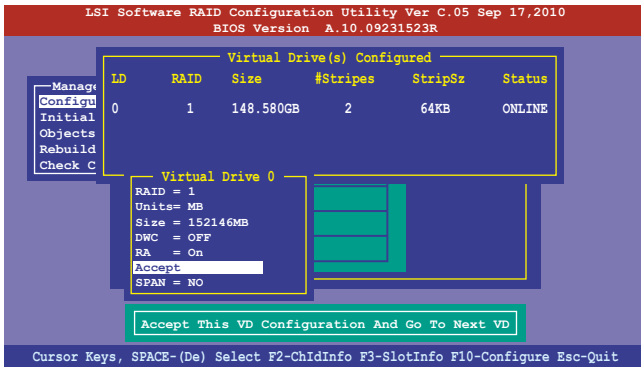 LSI Software RAID Configuration Utility Ver C.05 Sep 17,2010
BIOS Version A.10.09231523R
Virtual Drive(s) Configured
LD RAID Size #Stripes StripSz Status
0 1 148.580GB 2 64KB ONLINE
Manage
Configu
Initial
Objects
Rebuild
Check C
Virtual Drive 0
RAID = 1
Units= MB
Size = 152146MB
DWC = OFF
RA = On
Accept
SPAN = NO
Accept This VD Configuration And Go To Next VD
Cursor Keys, SPACE-(De) Select F2-ChIdInfo F3-SlotInfo F10-Configure Esc-Quit